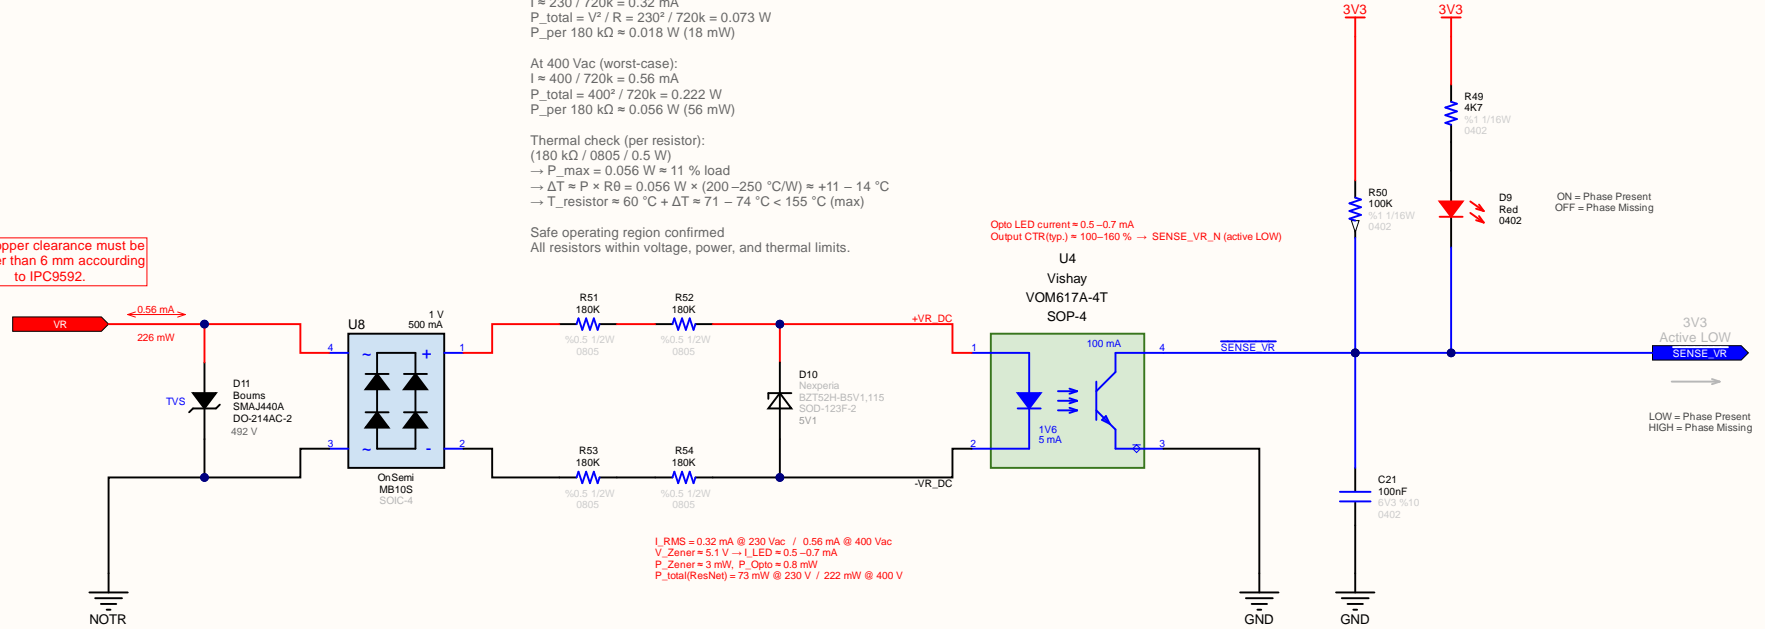 I ≈ 230 / 720k = 0.32 mA
P_total = V² / R = 230² / 720k = 0.073 W
P_per 180 kΩ ≈ 0.018 W (18 mW)
At 400 Vac (worst-case):
I ≈ 400 / 720k = 0.56 mA
P_total = 400² / 720k = 0.222 W
P_per 180 kΩ ≈ 0.056 W (56 mW)
Thermal check (per resistor):
(180 kΩ / 0805 / 0.5 W)
→ P_max = 0.056 W ≈ 11 % load
→ ΔT ≈ P × Rθ = 0.056 W × (200 –250 °C/W) ≈ +11 – 14 °C
→ T_resistor ≈ 60 °C + ΔT ≈ 71 – 74 °C < 155 °C (max)
Safe operating region confirmed
All resistors within voltage, power, and thermal limits.
opper clearance must be
er than 6 mm accourding
to IPC9592.
VR
0.56 mA
226 mW
TVS
D11
Bourns
SMAJ440A
DO-214AC-2
492 V
NOTR
U8
1 V
500 mA
4
~
+
1
3
~
-
2
OnSemi
MB10S
SOIC-4
R51
180K
%0.5 1/2W
0805
R52
180K
%0.5 1/2W
0805
R53
180K
%0.5 1/2W
0805
R54
180K
%0.5 1/2W
0805
D10
Nexperia
BZT52H-B5V1,115
SOD-123F-2
5V1
+VR_DC
-VR_DC
I_RMS = 0.32 mA @ 230 Vac / 0.56 mA @ 400 Vac
V_Zener ≈ 5.1 V → I_LED ≈ 0.5 –0.7 mA
P_Zener ≈ 3 mW, P_Opto ≈ 0.8 mW
P_total(ResNet) = 73 mW @ 230 V / 222 mW @ 400 V
Opto LED current ≈ 0.5 –0.7 mA
Output CTR(typ.) ≈ 100–160 % → SENSE_VR_N (active LOW)
U4
Vishay
VOM617A-4T
SOP-4
1
100 mA
4
1V6
5 mA
2
3
SENSE_VR
GND
3V3
R50
100K
%1 1/16W
0402
3V3
R49
4K7
%1 1/16W
0402
D9
Red
0402
ON = Phase Present
OFF = Phase Missing
C21
100nF
6V3 %10
0402
GND
3V3
Active LOW
SENSE_VR
LOW = Phase Present
HIGH = Phase Missing